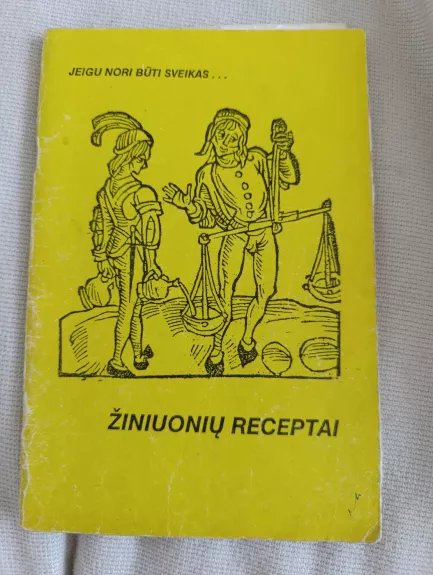 JEIGU NORI BŪTI SVEIKAS . . .
ŽINIUONIŲ RECEPTAI